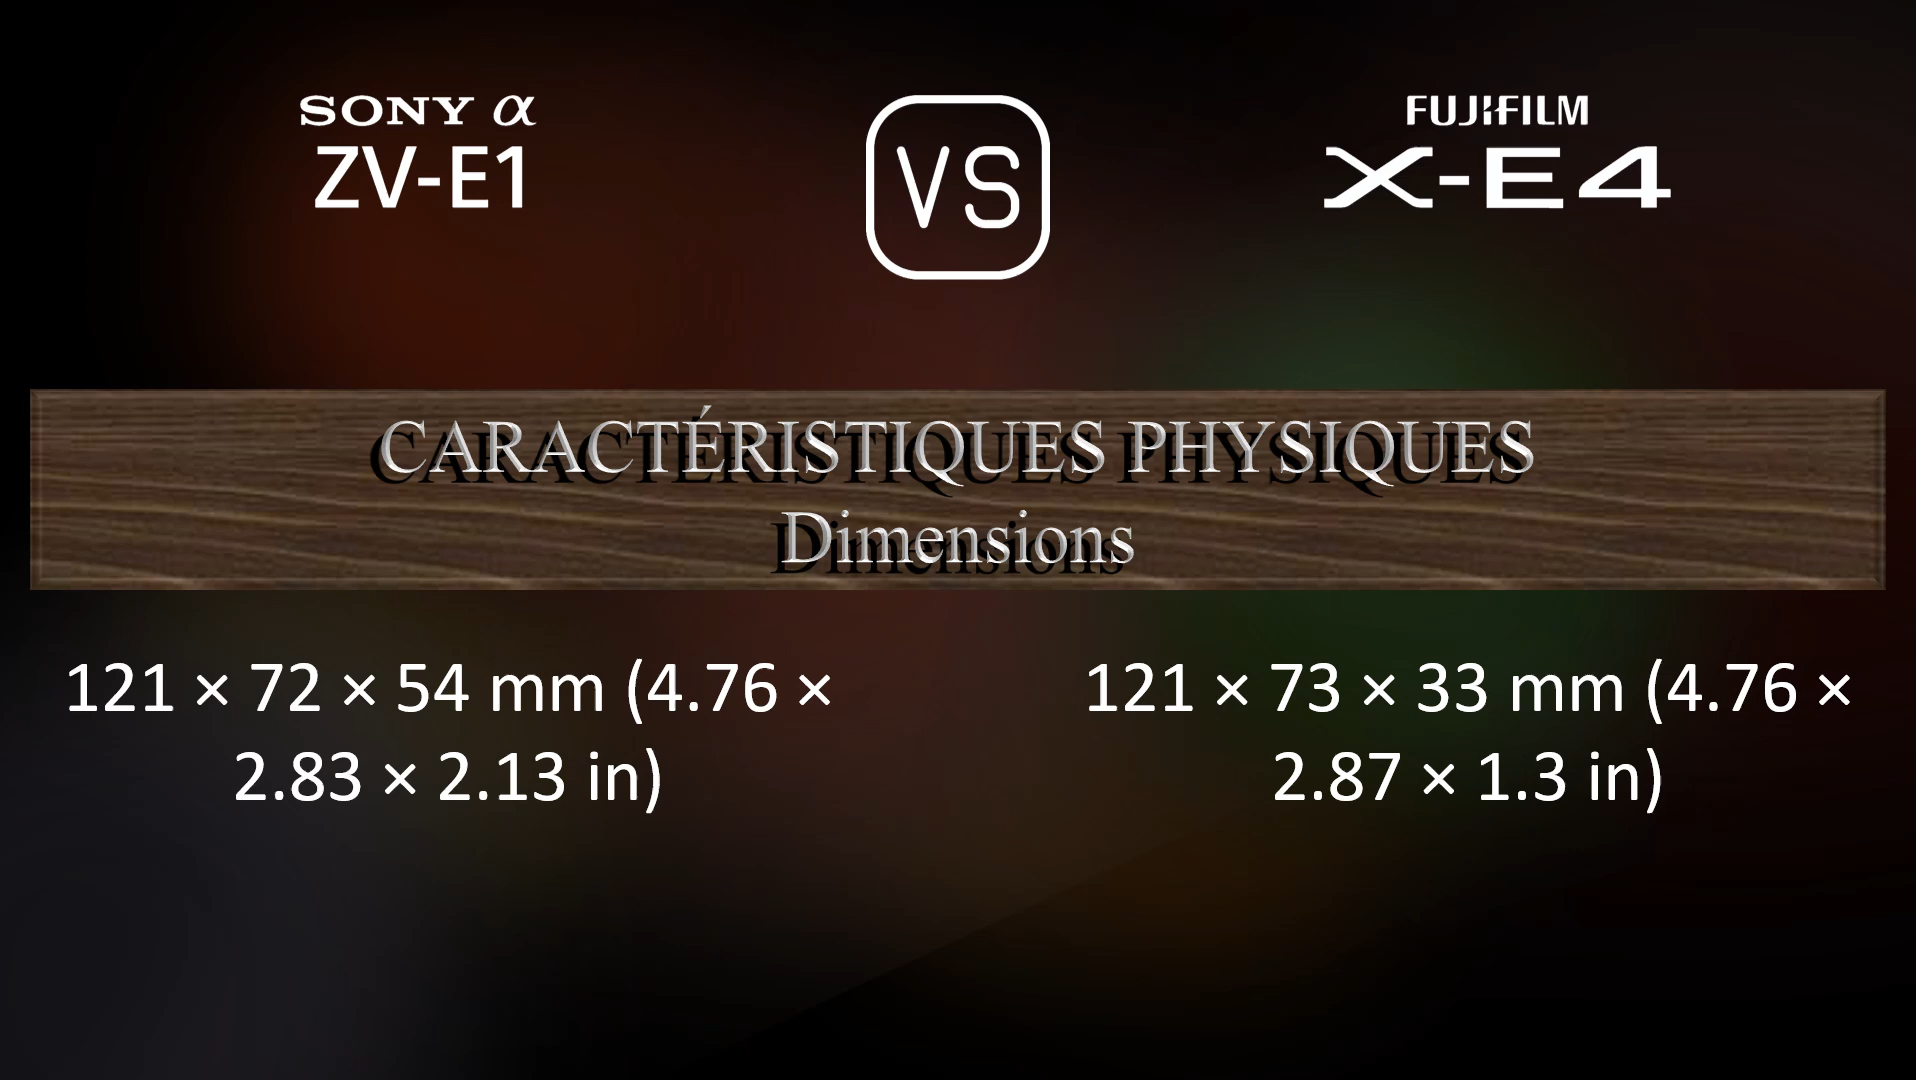 SONY α
ZV-E1
VS
FUJIFILM
X-E4
CARACTÉRISTIQUES PHYSIQUES
Dimensions
121 × 72 × 54 mm (4.76 ×
2.83 × 2.13 in)
121 × 73 × 33 mm (4.76 ×
2.87 × 1.3 in)